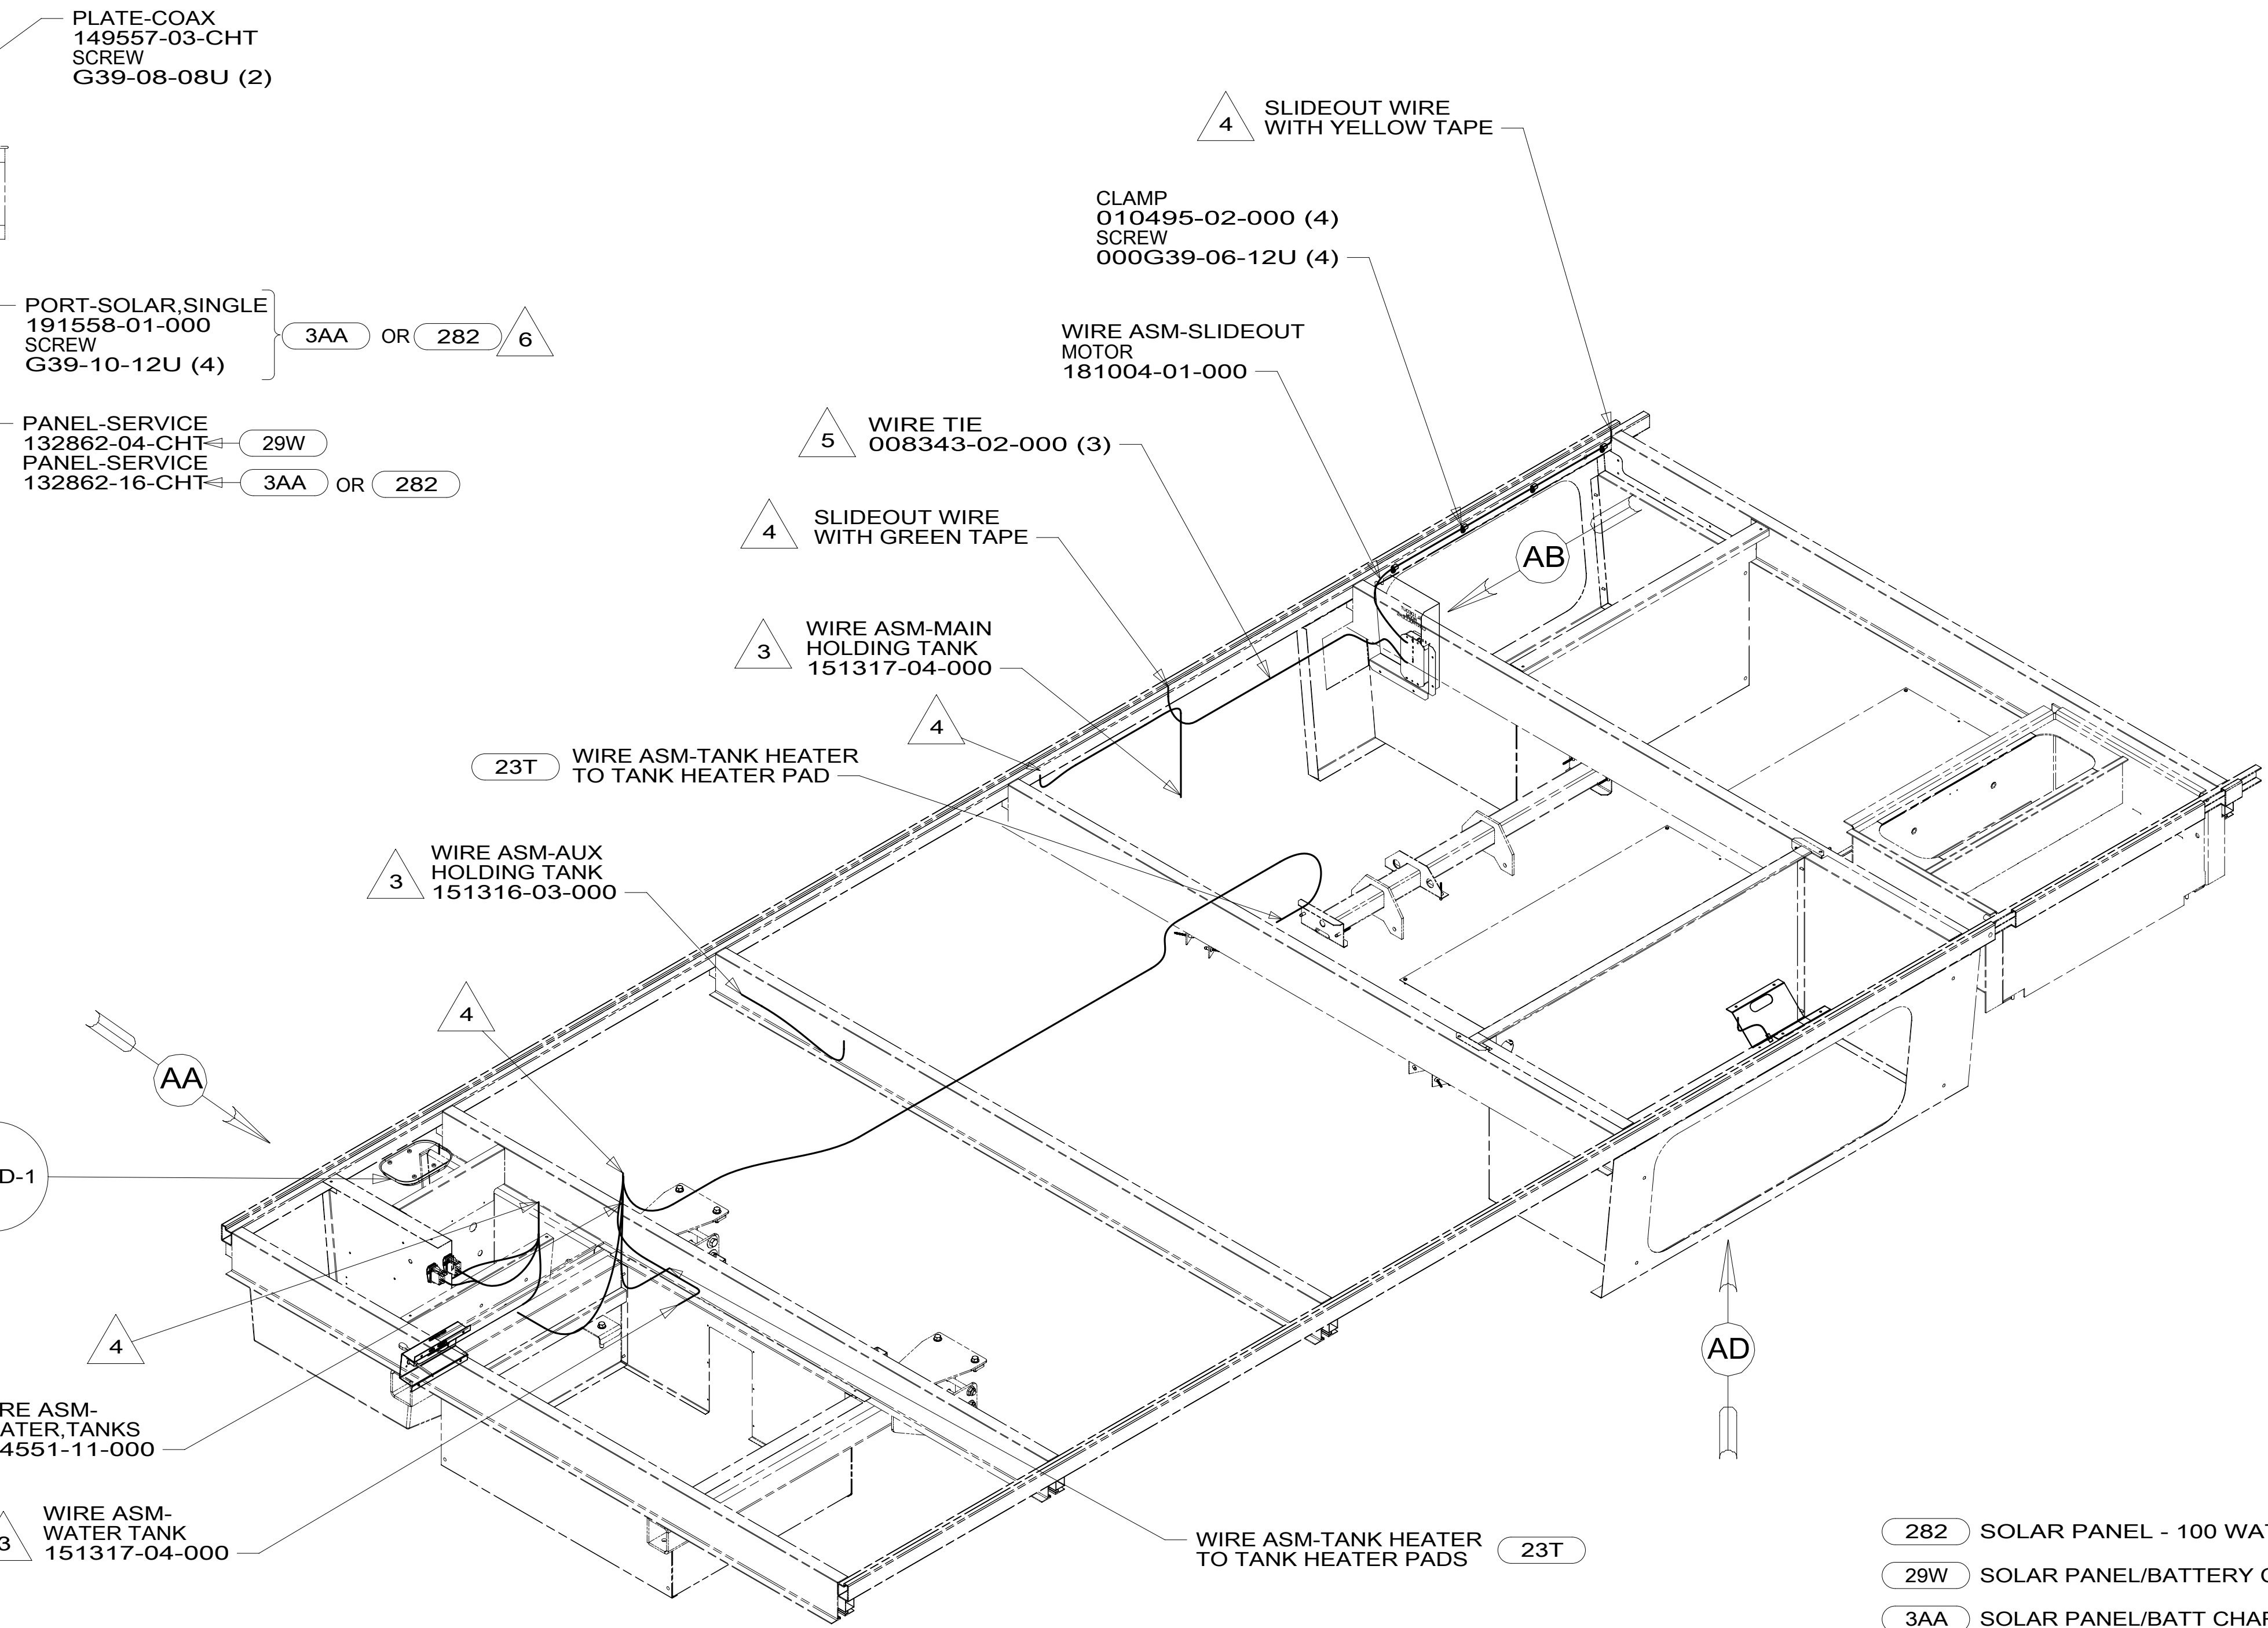 PLATE-COAX
149557-03-CHT
SCREW
G39-08-08U (2)
4
SLIDEOUT WIRE
WITH YELLOW TAPE
CLAMP
010495-02-000 (4)
SCREW
000G39-06-12U (4)
PORT-SOLAR,SINGLE
191558-01-000
SCREW
G39-10-12U (4)
3AA OR 282 6
WIRE ASM-SLIDEOUT
MOTOR
181004-01-000
PANEL-SERVICE
132862-04-CHT 29W
PANEL-SERVICE
132862-16-CHT 3AA OR 282
5
WIRE TIE
008343-02-000 (3)
4
SLIDEOUT WIRE
WITH GREEN TAPE
AB
3
WIRE ASM-MAIN
HOLDING TANK
151317-04-000
4
23T
WIRE ASM-TANK HEATER
TO TANK HEATER PAD
3
WIRE ASM-AUX
HOLDING TANK
151316-03-000
4
AA
D-1
4
AD
RE ASM-
ATER,TANKS
4551-11-000
3
WIRE ASM-
WATER TANK
151317-04-000
WIRE ASM-TANK HEATER
TO TANK HEATER PADS
23T
282 SOLAR PANEL - 100 WAT
29W SOLAR PANEL/BATTERY
3AA SOLAR PANEL/BATT CHAR